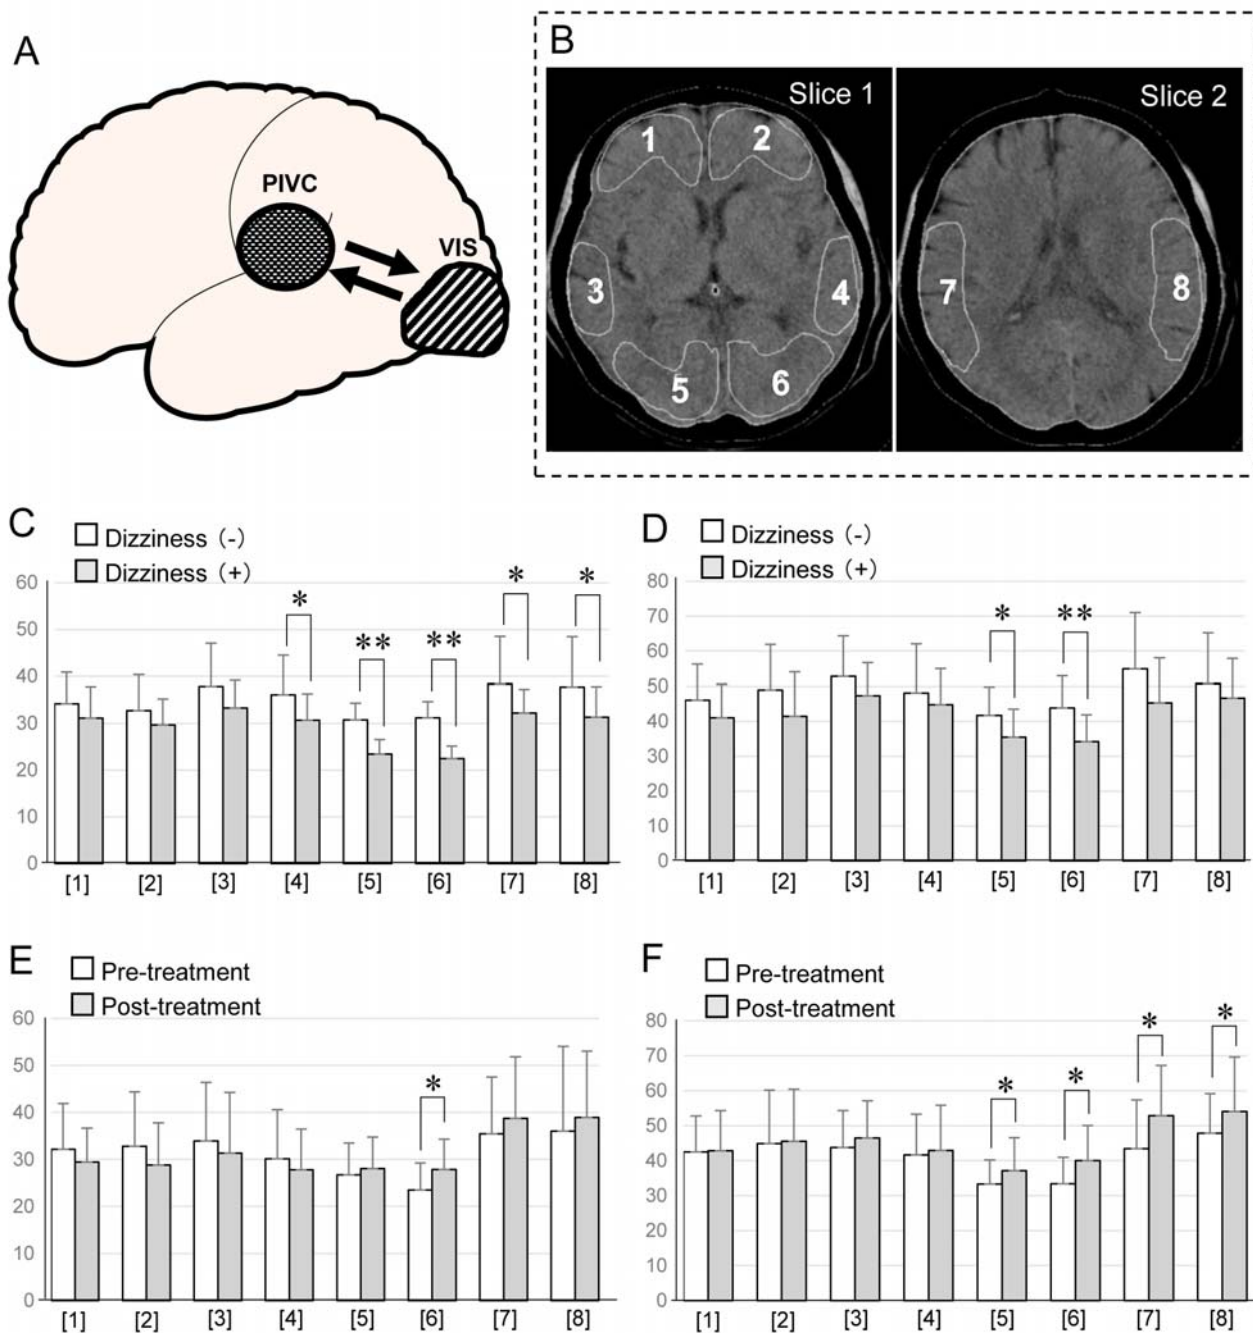 A
PIVC
VIS
B
Slice 1
Slice 2
1
2
3
4
5
6
7
8
C
Dizziness (-)
Dizziness (+)
60
50
40
30
20
10
0
*
**
**
*
*
[1] [2] [3] [4] [5] [6] [7] [8]
D
Dizziness (-)
Dizziness (+)
80
70
60
50
40
30
20
10
0
*
**
[1] [2] [3] [4] [5] [6] [7] [8]
E
Pre-treatment
Post-treatment
60
50
40
30
20
10
0
*
[1] [2] [3] [4] [5] [6] [7] [8]
F
Pre-treatment
Post-treatment
80
70
60
50
40
30
20
10
0
*
*
*
*
[1] [2] [3] [4] [5] [6] [7] [8]